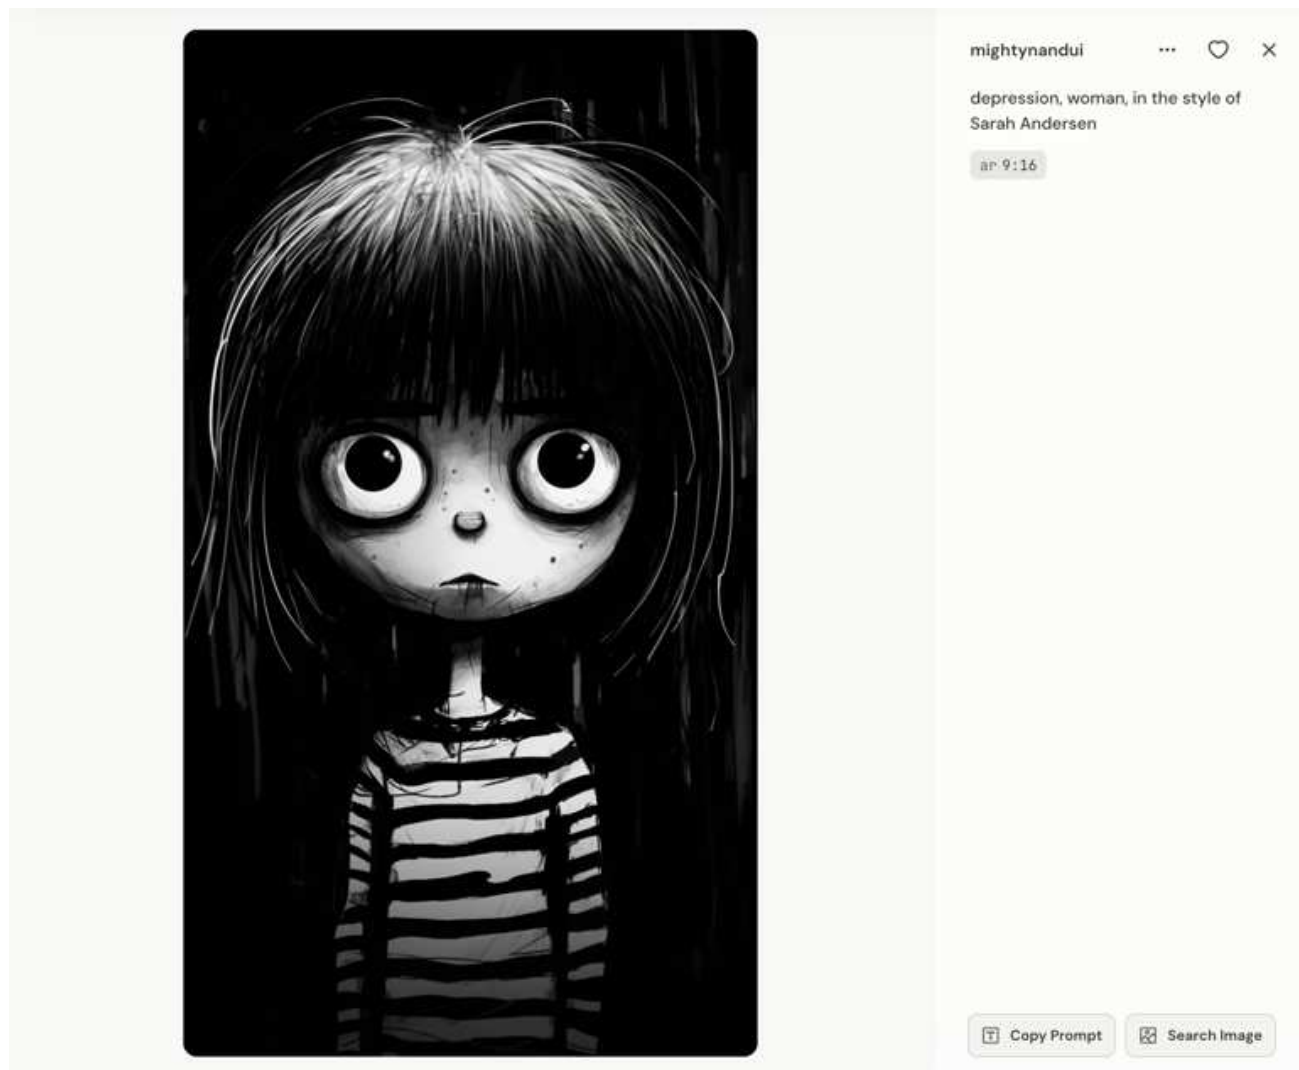 mightynandui
depression, woman, in the style of
Sarah Andersen
ar 9:16
Copy Prompt
Search Image